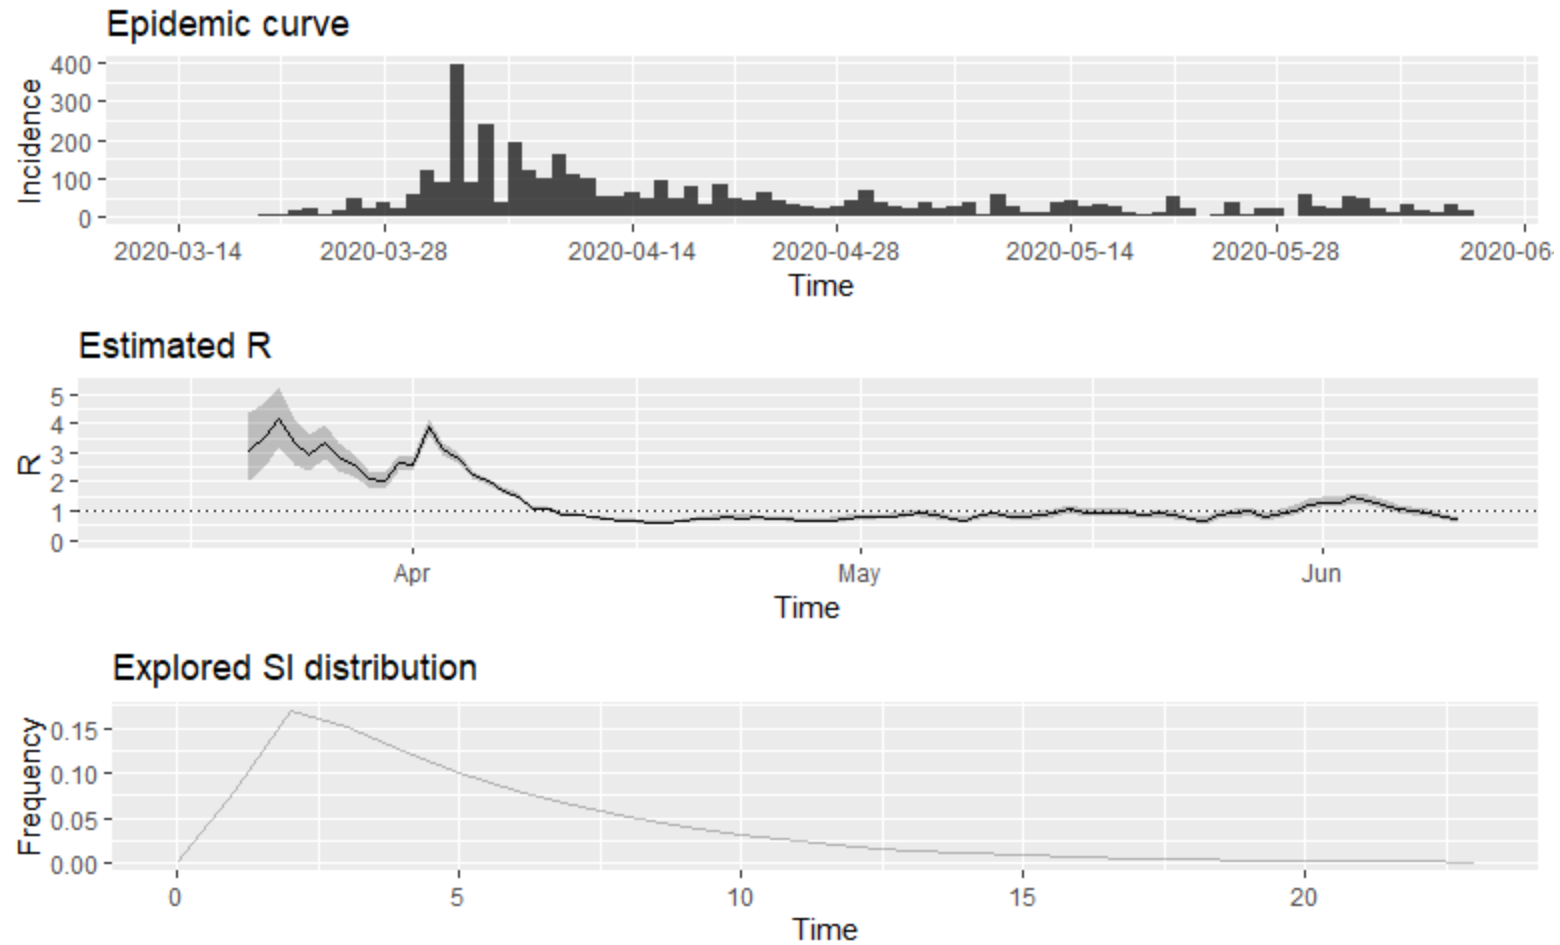 Epidemic curve
Incidence
400
300
200
100
0
2020-03-14 2020-03-28 2020-04-14 2020-04-28 2020-05-14 2020-05-28 2020-06-
Time
Estimated R
R
5
4
3
2
1
0
Apr May Jun
Time
Explored SI distribution
Frequency
0.15
0.10
0.05
0.00
0 5 10 15 20
Time